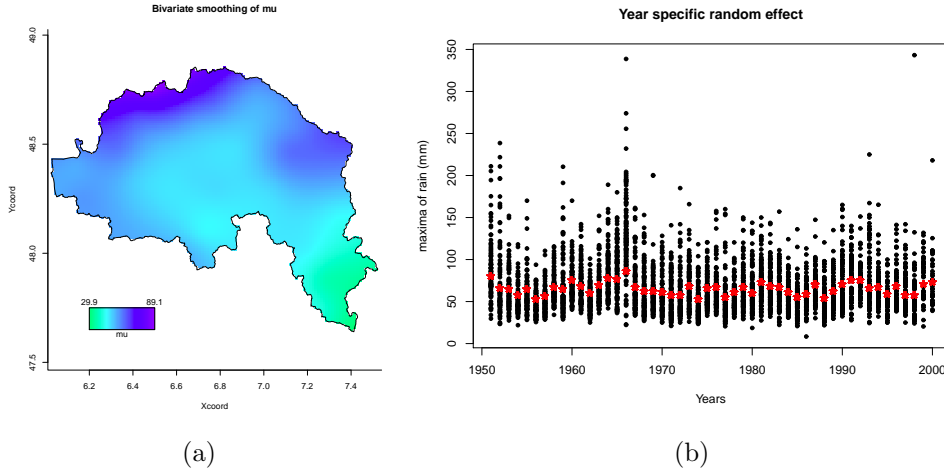 Bivariate smoothing of mu
Ycoord
49.0
48.5
48.0
47.5
29.9 89.1
mu
6.2 6.4 6.6 6.8 7.0 7.2 7.4
Xcoord
(a)
Year specific random effect
maxima of rain (mm)
350
300
250
200
150
100
50
0
1950 1960 1970 1980 1990 2000
Years
(b)